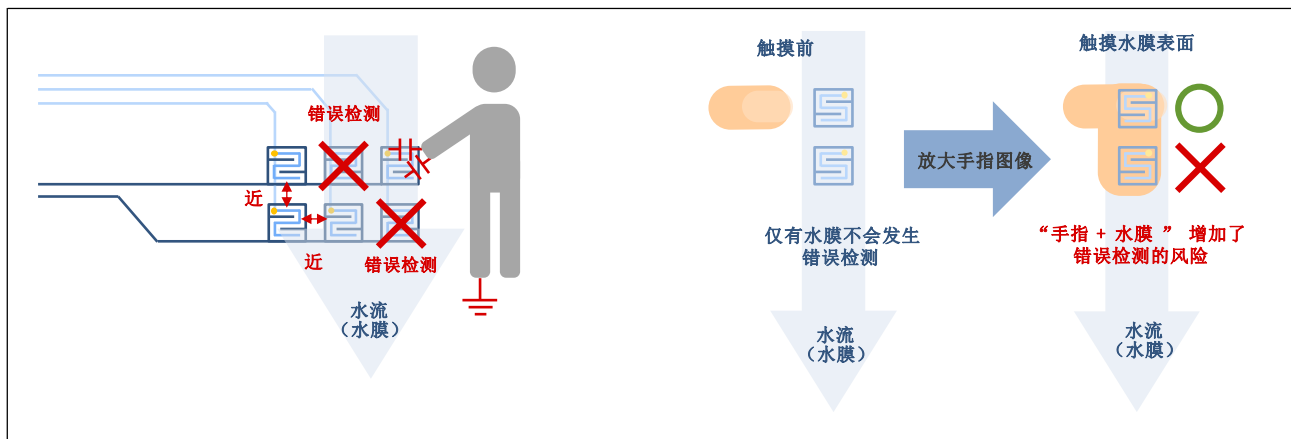 错误检测
近
近
错误检测
水流
（水膜）
触摸前
仅有水膜不会发生
错误检测
水流
（水膜）
放大手指图像
触摸水膜表面
“手指 + 水膜 ” 增加了
错误检测的风险
水流
（水膜）